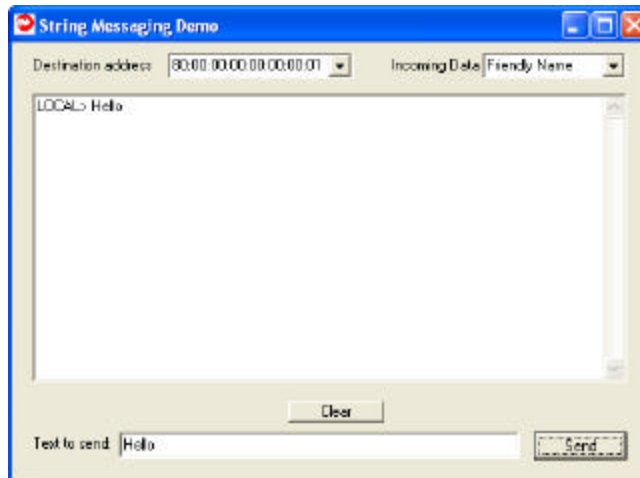 String Messaging Demo
Destination address 80:00:00:00:00:00:00:01 Incoming Data Friendly Name
LOCAL> Hello
Clear
Text to send Hello Send